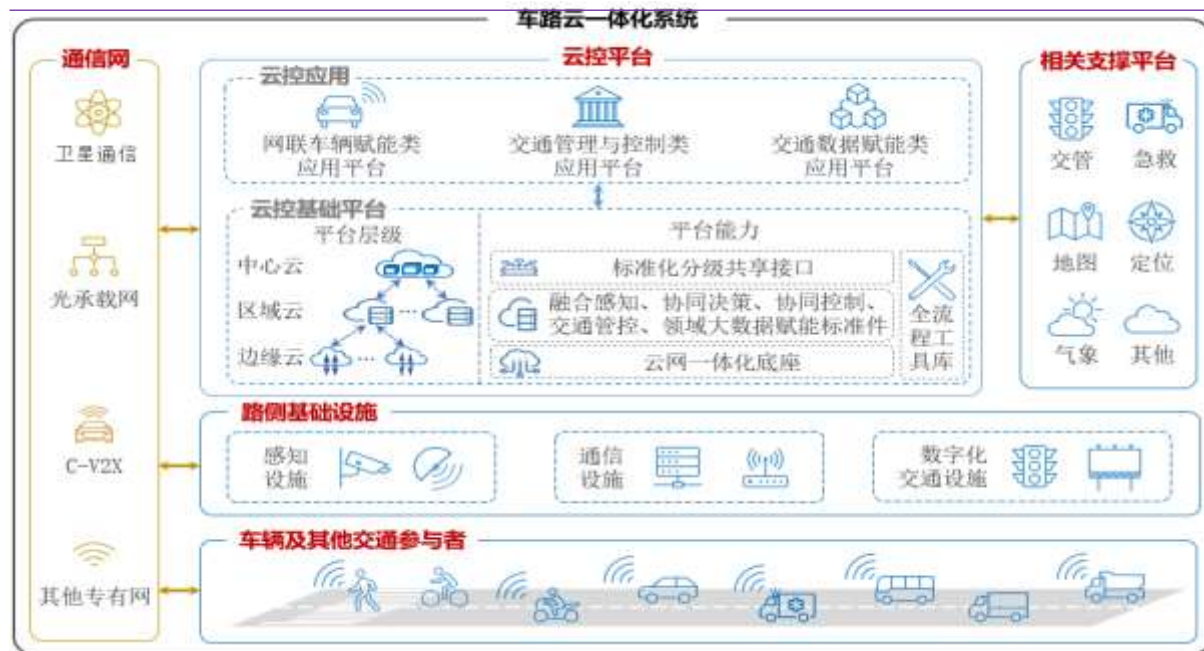 车路云一体化系统
通信网
卫星通信
光承载网
C-V2X
其他专有网
云控平台
云控应用
网联车辆赋能类
应用平台
交通管理与控制类
应用平台
交通数据赋能类
应用平台
云控基础平台
平台层级
中心云
区域云
边缘云
平台能力
标准化分级共享接口
融合感知、协同决策、协同控制、
交通管控、领域大数据赋能标准件
云网一体化底座
全流
程工
具库
相关支撑平台
交管 急救
地图 定位
气象 其他
路侧基础设施
感知
设施
通信
设施
数字化
交通设施
车辆及其他交通参与者